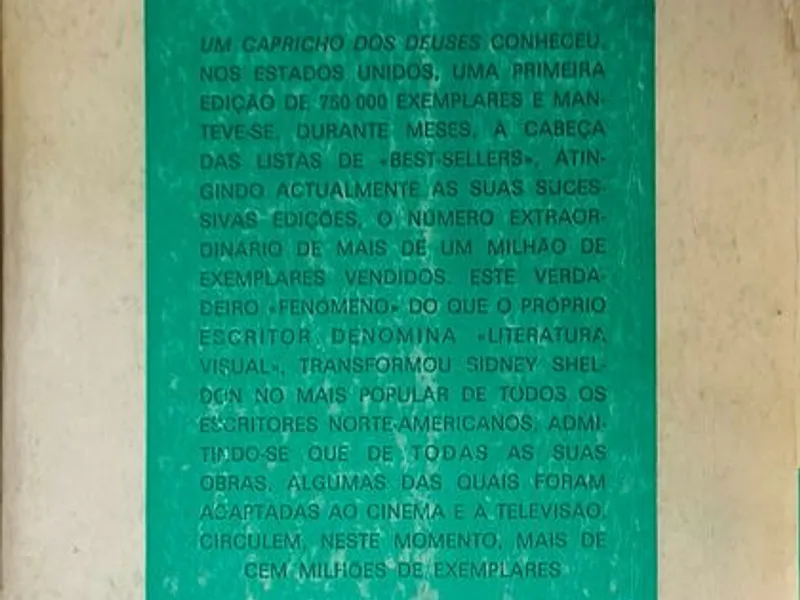 UM CAPRICHO DOS DEUSES CONHECEU,
NOS ESTADOS UNIDOS, UMA PRIMEIRA
EDIÇÃO DE 750 000 EXEMPLARES E MAN-
TEVE-SE, DURANTE MESES, À CABEÇA
DAS LISTAS DE «BEST-SELLERS», ATIN-
GINDO ACTUALMENTE AS SUAS SUCES-
SIVAS EDIÇÕES, O NÚMERO EXTRAOR-
DINÁRIO DE MAIS DE UM MILHÃO DE
EXEMPLARES VENDIDOS. ESTE VERDA-
DEIRO «FENÓMENO» DO QUE O PRÓPRIO
ESCRITOR DENOMINA «LITERATURA
VISUAL», TRANSFORMOU SIDNEY SHEL-
DON NO MAIS POPULAR DE TODOS OS
ESCRITORES NORTE-AMERICANOS, ADMI-
TINDO-SE QUE DE TODAS AS SUAS
OBRAS, ALGUMAS DAS QUAIS FORAM
ADAPTADAS AO CINEMA E À TELEVISÃO,
CIRCULEM, NESTE MOMENTO, MAIS DE
CEM MILHÕES DE EXEMPLARES